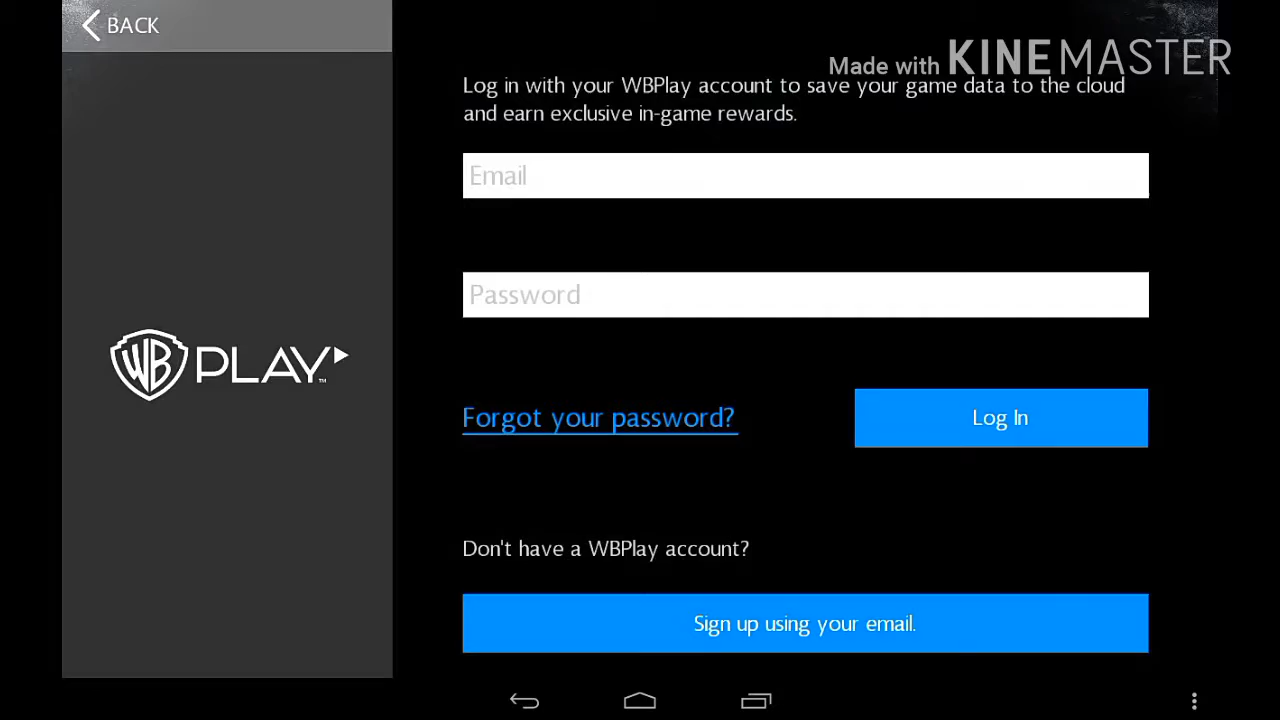 BACK
Made with KINEMASTER
Log in with your WBPlay account to save your game data to the cloud
and earn exclusive in-game rewards.
Email
Password
WB PLAY™
Forgot your password?
Log In
Don't have a WBPlay account?
Sign up using your email.